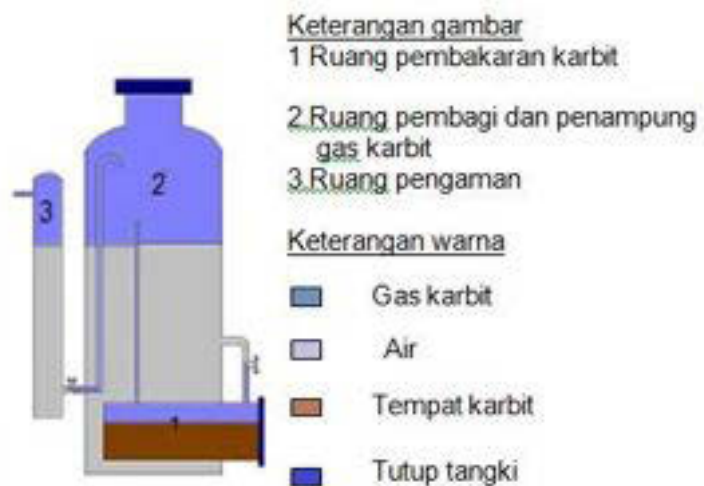 Keterangan gambar
1 Ruang pembakaran karbit
2.Ruang pembagi dan penampung
gas karbit
3.Ruang pengaman
Keterangan warna
Gas karbit
Air
Tempat karbit
Tutup tangki
2
3
1